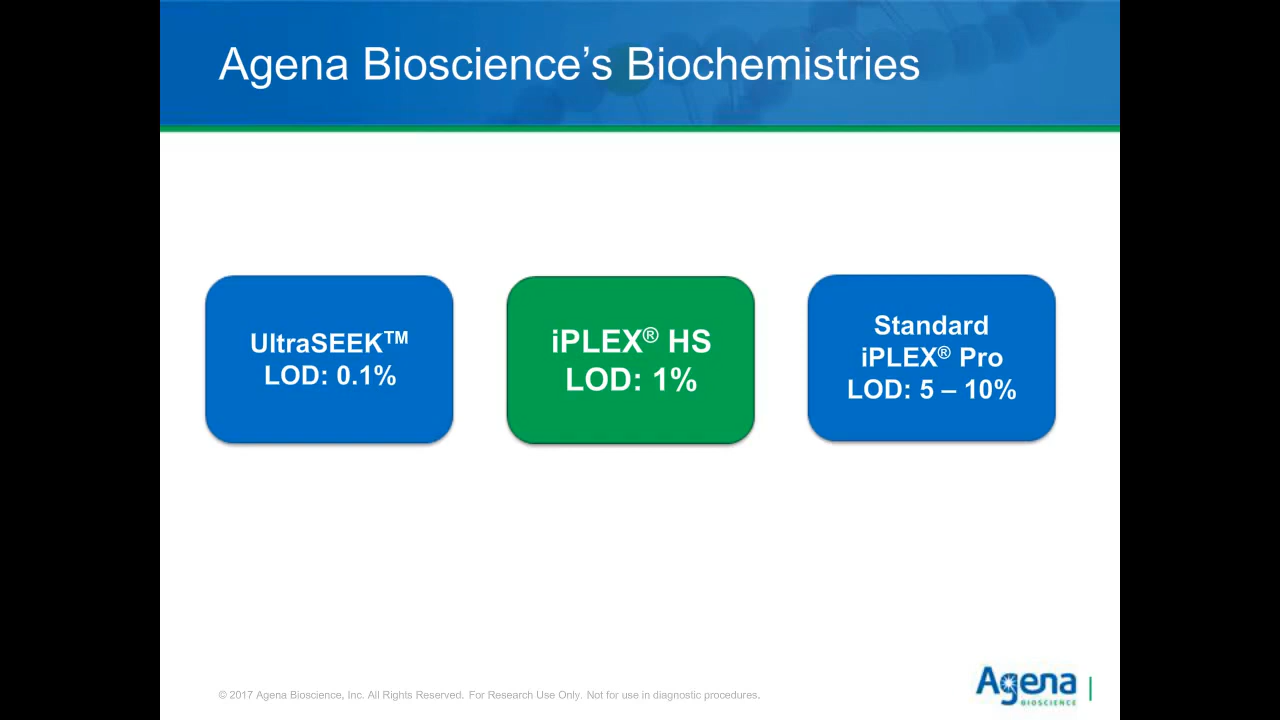 Agena Bioscience’s Biochemistries
UltraSEEK™
LOD: 0.1%
iPLEX® HS
LOD: 1%
Standard
iPLEX® Pro
LOD: 5 – 10%
© 2017 Agena Bioscience, Inc. All Rights Reserved. For Research Use Only. Not for use in diagnostic procedures.
Agena
BIOSCIENCE